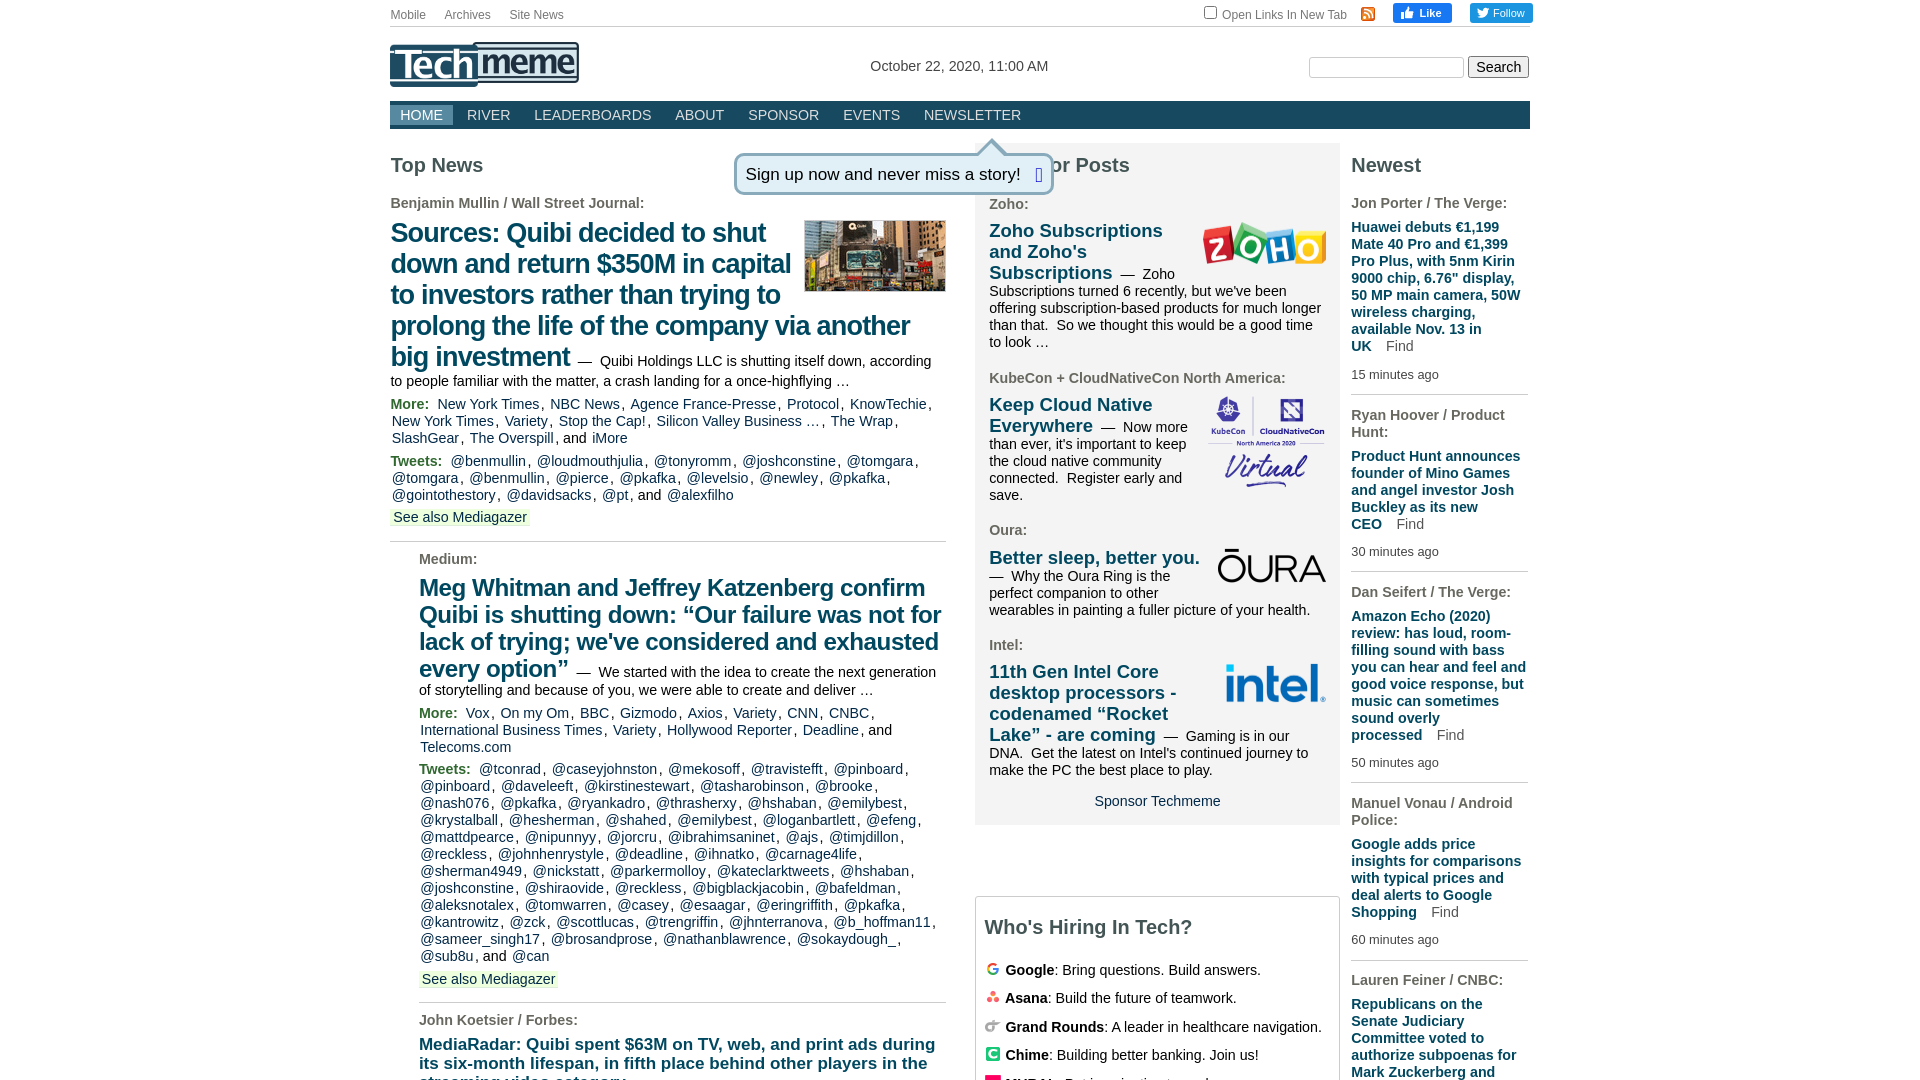 Mobile Archives Site News
Open Links In New Tab
Like
Follow
Techmeme
October 22, 2020, 11:00 AM
Search
HOME RIVER LEADERBOARDS ABOUT SPONSOR EVENTS NEWSLETTER
Sign up now and never miss a story!
Top News
Benjamin Mullin / Wall Street Journal:
Sources: Quibi decided to shut
down and return $350M in capital
to investors rather than trying to
prolong the life of the company via another
big investment — Quibi Holdings LLC is shutting itself down, according
to people familiar with the matter, a crash landing for a once-highflying …
More: New York Times, NBC News, Agence France-Presse, Protocol, KnowTechie,
New York Times, Variety, Stop the Cap!, Silicon Valley Business …, The Wrap,
SlashGear, The Overspill, and iMore
Tweets: @benmullin, @loudmouthjulia, @tonyromm, @joshconstine, @tomgara,
@tomgara, @benmullin, @pierce, @pkafka, @levelsio, @newley, @pkafka,
@gointothestory, @davidsacks, @pt, and @alexfilho
See also Mediagazer
Medium:
Meg Whitman and Jeffrey Katzenberg confirm
Quibi is shutting down: “Our failure was not for
lack of trying; we've considered and exhausted
every option” — We started with the idea to create the next generation
of storytelling and because of you, we were able to create and deliver …
More: Vox, On my Om, BBC, Gizmodo, Axios, Variety, CNN, CNBC,
International Business Times, Variety, Hollywood Reporter, Deadline, and
Telecoms.com
Tweets: @tconrad, @caseyjohnston, @mekosoff, @travistefft, @pinboard,
@pinboard, @daveleeft, @kirstinestewart, @tasharobinson, @brooke,
@nash076, @pkafka, @ryankadro, @thrasherxy, @hshaban, @emilybest,
@krystalball, @hesherman, @shahed, @emilybest, @loganbartlett, @efeng,
@mattdpearce, @nipunnyy, @jorcru, @ibrahimsaninet, @ajs, @timjdillon,
@reckless, @johnhenrystyle, @deadline, @ihnatko, @carnage4life,
@sherman4949, @nickstatt, @parkermolloy, @kateclarktweets, @hshaban,
@joshconstine, @shiraovide, @reckless, @bigblackjacobin, @bafeldman,
@aleksnotalex, @tomwarren, @casey, @esaagar, @eringriffith, @pkafka,
@kantrowitz, @zck, @scottlucas, @trengriffin, @jhnterranova, @b_hoffman11,
@sameer_singh17, @brosandprose, @nathanblawrence, @sokaydough_,
@sub8u, and @can
See also Mediagazer
John Koetsier / Forbes:
MediaRadar: Quibi spent $63M on TV, web, and print ads during
its six-month lifespan, in fifth place behind other players in the
streaming video category
or Posts
Zoho:
ZOHO
Zoho Subscriptions
and Zoho's
Subscriptions — Zoho
Subscriptions turned 6 recently, but we've been
offering subscription-based products for much longer
than that. So we thought this would be a good time
to look …
KubeCon + CloudNativeCon North America:
KubeCon CloudNativeCon
North America 2020
Virtual
Keep Cloud Native
Everywhere — Now more
than ever, it's important to keep
the cloud native community
connected. Register early and
save.
Oura:
ŌURA
Better sleep, better you.
— Why the Oura Ring is the
perfect companion to other
wearables in painting a fuller picture of your health.
Intel:
intel
11th Gen Intel Core
desktop processors -
codenamed “Rocket
Lake” - are coming — Gaming is in our
DNA. Get the latest on Intel's continued journey to
make the PC the best place to play.
Sponsor Techmeme
Who's Hiring In Tech?
Google: Bring questions. Build answers.
Asana: Build the future of teamwork.
Grand Rounds: A leader in healthcare navigation.
Chime: Building better banking. Join us!
Newest
Jon Porter / The Verge:
Huawei debuts €1,199
Mate 40 Pro and €1,399
Pro Plus, with 5nm Kirin
9000 chip, 6.76" display,
50 MP main camera, 50W
wireless charging,
available Nov. 13 in
UK Find
15 minutes ago
Ryan Hoover / Product
Hunt:
Product Hunt announces
founder of Mino Games
and angel investor Josh
Buckley as its new
CEO Find
30 minutes ago
Dan Seifert / The Verge:
Amazon Echo (2020)
review: has loud, room-
filling sound with bass
you can hear and feel and
good voice response, but
music can sometimes
sound overly
processed Find
50 minutes ago
Manuel Vonau / Android
Police:
Google adds price
insights for comparisons
with typical prices and
deal alerts to Google
Shopping Find
60 minutes ago
Lauren Feiner / CNBC:
Republicans on the
Senate Judiciary
Committee voted to
authorize subpoenas for
Mark Zuckerberg and